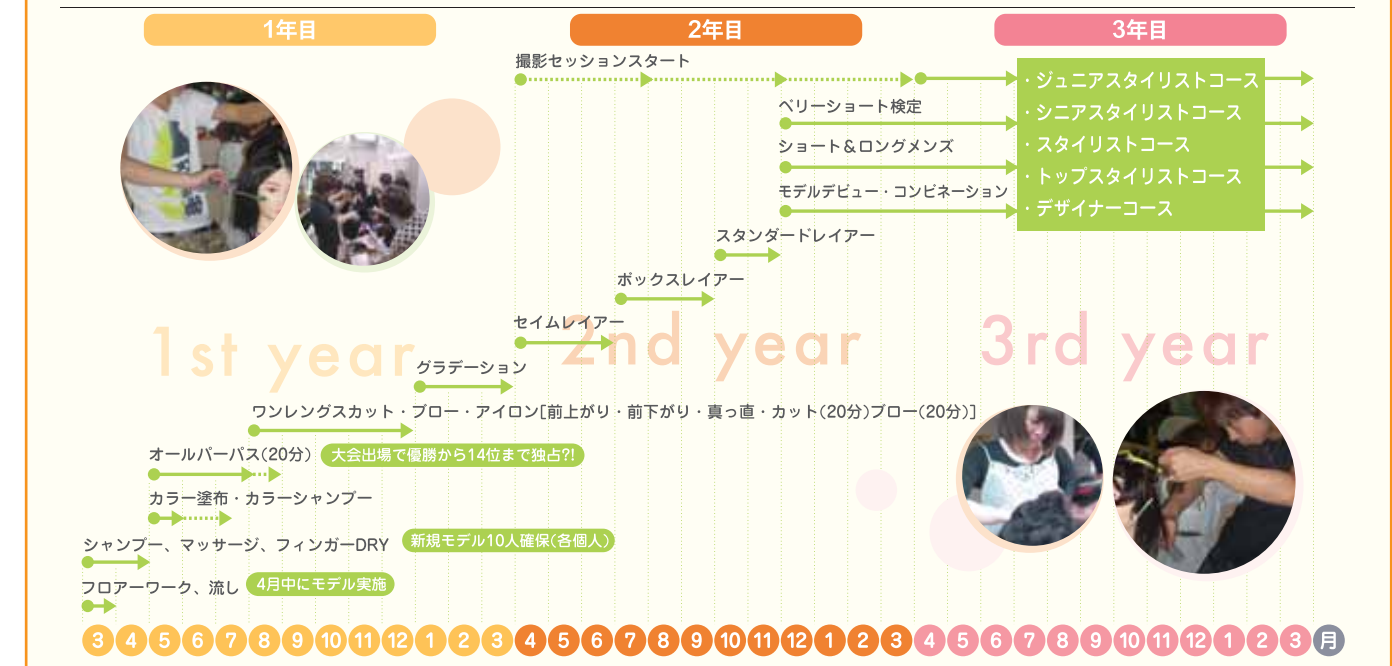 1年目
2年目
3年目
撮影セッションスタート
・ジュニアスタイリストコース
・シニアスタイリストコース
・スタイリストコース
・トップスタイリストコース
・デザイナーコース
ベリーショート検定
ショート&ロングメンズ
モデルデビュー・コンビネーション
スタンダードレイアー
ボックスレイアー
セイムレイアー
1st year
2nd year
3rd year
グラデーション
ワンレングスカット・ブロー・アイロン[前上がり・前下がり・真っ直・カット(20分)ブロー(20分)]
オールパーパス(20分)
大会出場で優勝から14位まで独占?!
カラー塗布・カラーシャンプー
シャンプー、マッサージ、フィンガーDRY
新規モデル10人確保(各個人)
フロアーワーク、流し
4月中にモデル実施
3 4 5 6 7 8 9 10 11 12 1 2 3 4 5 6 7 8 9 10 11 12 1 2 3 4 5 6 7 8 9 10 11 12 1 2 3 月